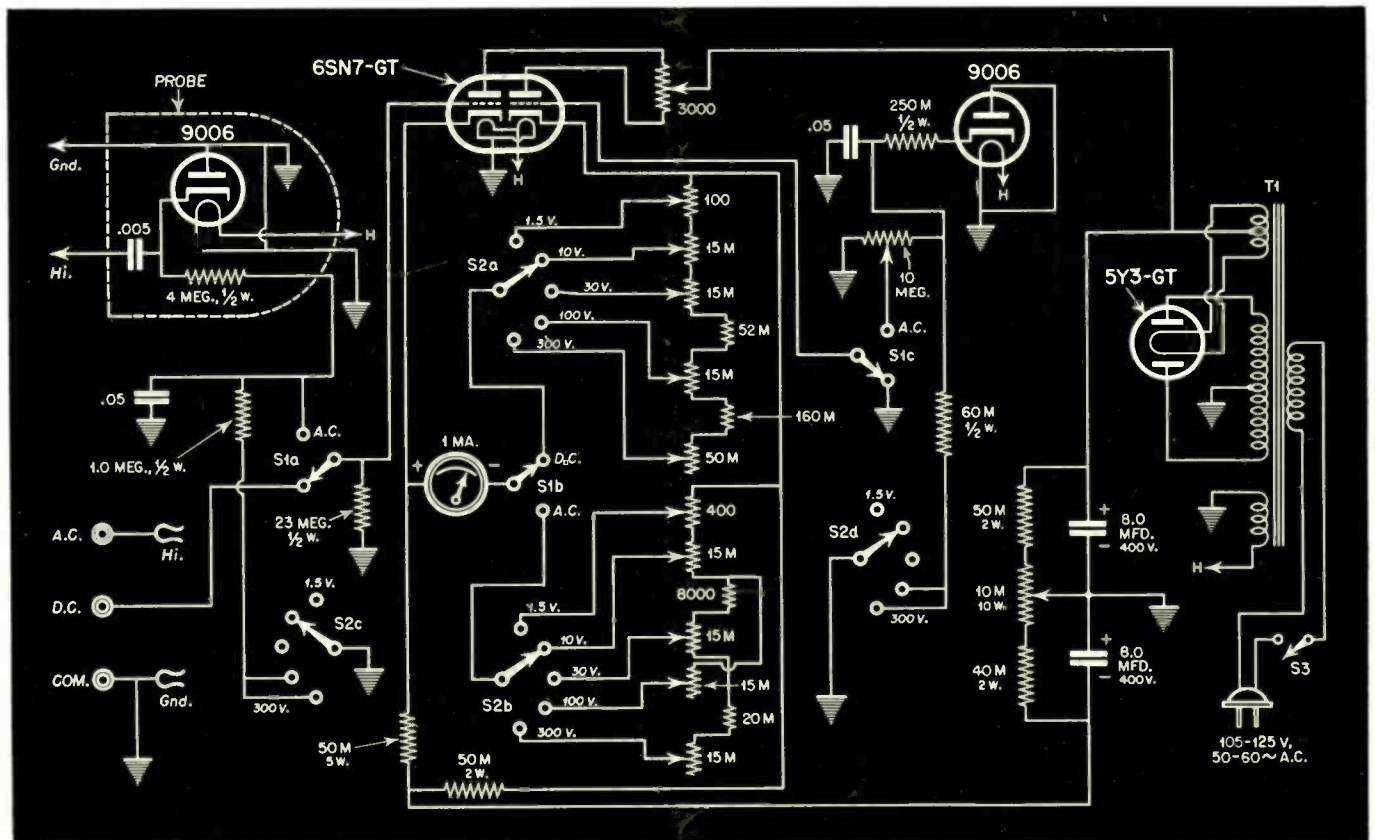 PROBE
9006
Gnd.
.005
Hi.
H
4 MEG., ½ W.
.05
1.0 MEG., ½ W.
A.C.
S1a
23 MEG.
½ W.
A.C.
Hi.
D.C.
1.5 V.
S2c
COM.
Gnd.
300 V.
6SN7-GT
H
3000
1.5 V.
10 V.
S2a
30 V.
100 V.
300 V.
100
15 M
15 M
52 M
15 M
160 M
50 M
1 MA.
+
-
D.C.
S1b
A.C.
400
15 M
8000
15 M
15 M
20 M
15 M
1.5 V.
10 V.
30 V.
S2b
100 V.
300 V.
50 M
5 W.
50 M
2 W.
9006
250 M
½ W.
.05
H
10
MEG.
A.C.
S1c
60 M
½ W.
1.5 V.
S2d
300 V.
T1
5Y3-GT
50 M
2 W.
+
8.0
MFD.
-
400 V.
10 M
10 W.
H
40 M
2 W.
+
8.0
MFD.
-
400 V.
S3
105-125 V,
50-60~ A.C.